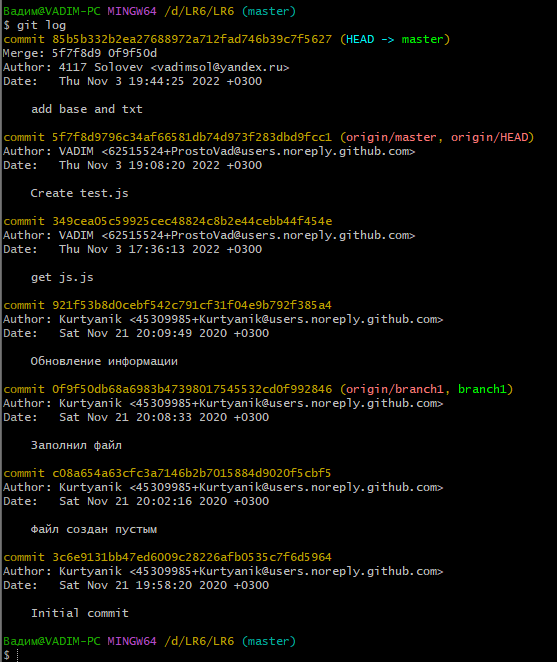 Вадим@VADIM-PC MINGW64 /d/LR6/LR6 (master)
$ git log
commit 85b5b332b2ea27688972a712fad746b39c7f5627 (HEAD -> master)
Merge: 5f7f8d9 0f9f50d
Author: 4117 Solovev <vadimsol@yandex.ru>
Date:   Thu Nov 3 19:44:25 2022 +0300
    add base and txt
commit 5f7f8d9796c34af66581db74d973f283dbd9fcc1 (origin/master, origin/HEAD)
Author: VADIM <62515524+ProstoVad@users.noreply.github.com>
Date:   Thu Nov 3 19:08:20 2022 +0300
    Create test.js
commit 349cea05c59925cec48824c8b2e44cebb44f454e
Author: VADIM <62515524+ProstoVad@users.noreply.github.com>
Date:   Thu Nov 3 17:36:13 2022 +0300
    get js.js
commit 921f53b8d0cebf542c791cf31f04e9b792f385a4
Author: Kurtyanik <45309985+Kurtyanik@users.noreply.github.com>
Date:   Sat Nov 21 20:09:49 2020 +0300
    Обновление информации
commit 0f9f50db68a6983b47398017545532cd0f992846 (origin/branch1, branch1)
Author: Kurtyanik <45309985+Kurtyanik@users.noreply.github.com>
Date:   Sat Nov 21 20:08:33 2020 +0300
    Заполнил файл
commit c08a654a63cfc3a7146b2b7015884d9020f5cbf5
Author: Kurtyanik <45309985+Kurtyanik@users.noreply.github.com>
Date:   Sat Nov 21 20:02:16 2020 +0300
    Файл создан пустым
commit 3c6e9131bb47ed6009c28226afb0535c7f6d5964
Author: Kurtyanik <45309985+Kurtyanik@users.noreply.github.com>
Date:   Sat Nov 21 19:58:20 2020 +0300
    Initial commit
Вадим@VADIM-PC MINGW64 /d/LR6/LR6 (master)
$